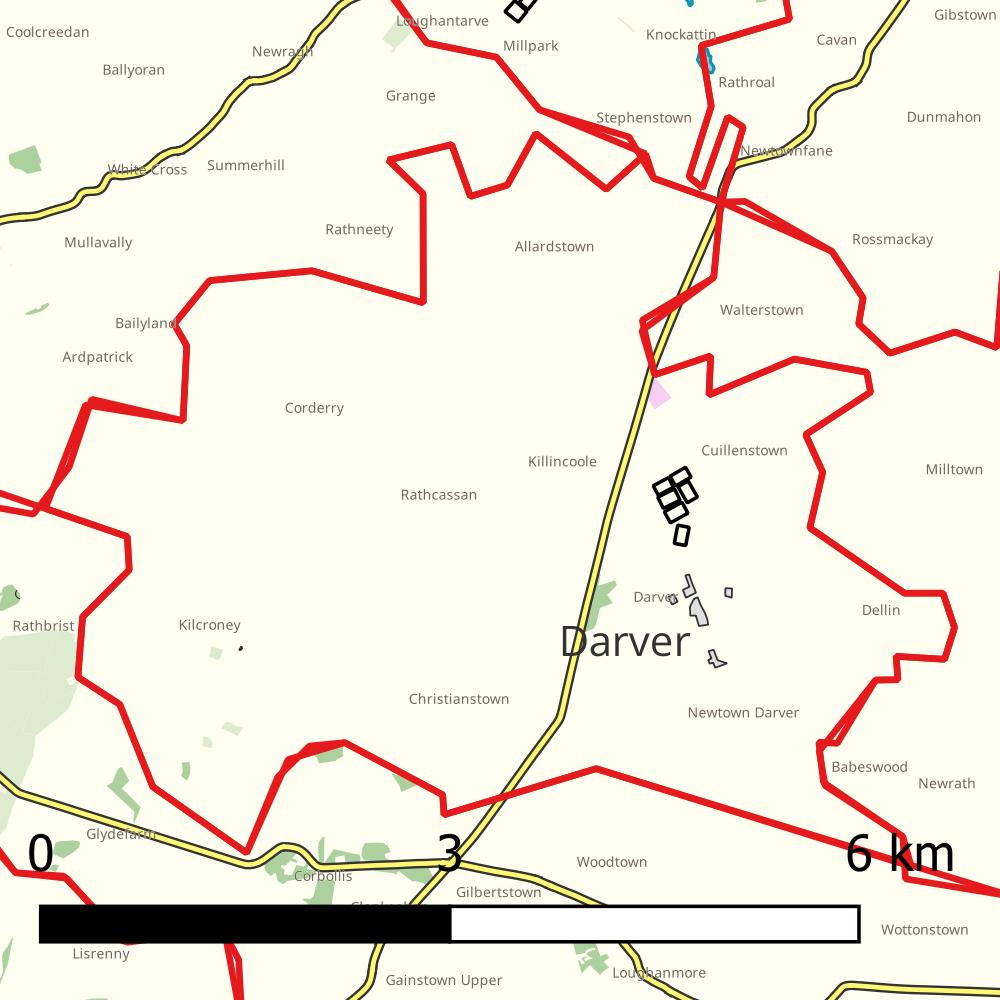 Gibstown
Loughantarve
Coolcreedan
Knockattin
Cavan
Millpark
Newragh
Ballyoran
Rathroal
Grange
Stephenstown
Dunmahon
Newtownfane
Summerhill
White Cross
Rathneety
Rossmackay
Mullavally
Allardstown
Walterstown
Bailyland
Ardpatrick
Corderry
Cuillenstown
Killincoole
Milltown
Rathcassan
Darver
Dellin
Rathbrist
Kilcroney
Darver
Christianstown
Newtown Darver
Babeswood
Newrath
Glydefarm
0
3
6 km
Woodtown
Corbollis
Gilbertstown
Wottonstown
Lisrenny
Loughanmore
Gainstown Upper